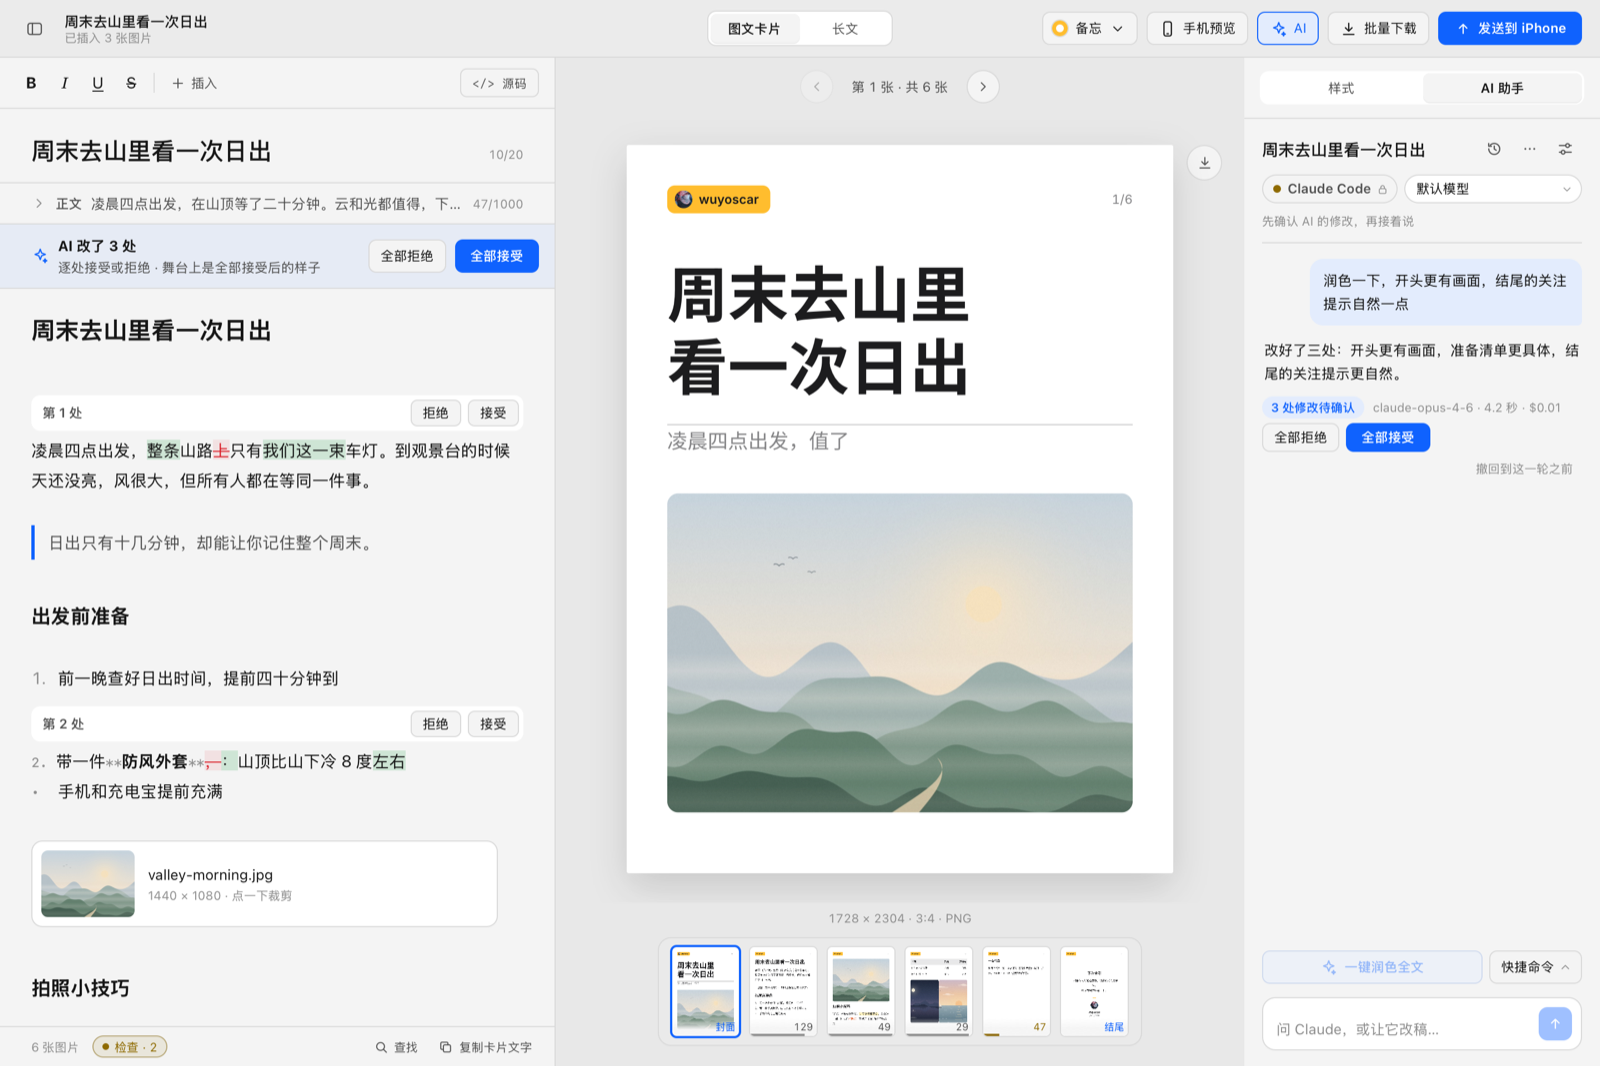 周末去山里看一次日出
已插入 3 张图片
图文卡片
长文
备忘
手机预览
AI
批量下载
发送到 iPhone
B I U S
插入
</> 源码
第 1 张 · 共 6 张
样式
AI 助手
周末去山里看一次日出
10/20
正文 凌晨四点出发，在山顶等了二十分钟。云和光都值得，下...
47/1000
AI 改了 3 处
逐处接受或拒绝 · 舞台上是全部接受后的样子
全部拒绝
全部接受
周末去山里看一次日出
第 1 处
拒绝
接受
凌晨四点出发，整条山路上只有我们这一束车灯。到观景台的时候
天还没亮，风很大，但所有人都在等同一件事。
日出只有十几分钟，却能让你记住整个周末。
出发前准备
1. 前一晚查好日出时间，提前四十分钟到
第 2 处
拒绝
接受
2. 带一件**防风外套**，：山顶比山下冷 8 度左右
• 手机和充电宝提前充满
valley-morning.jpg
1440 × 1080 · 点一下裁剪
拍照小技巧
6 张图片
检查 · 2
查找
复制卡片文字
wuyoscar
1/6
周末去山里
看一次日出
凌晨四点出发，值了
1728 × 2304 · 3:4 · PNG
周末去山里
看一次日出
封面
周末去山里看一次日出
129
49
29
47
结尾
周末去山里看一次日出
Claude Code
默认模型
先确认 AI 的修改，再接着说
润色一下，开头更有画面，结尾的关注
提示自然一点
改好了三处：开头更有画面，准备清单更具体，结
尾的关注提示更自然。
3 处修改待确认
claude-opus-4-6 · 4.2 秒 · $0.01
全部拒绝
全部接受
撤回到这一轮之前
一键润色全文
快捷命令
问 Claude，或让它改稿...